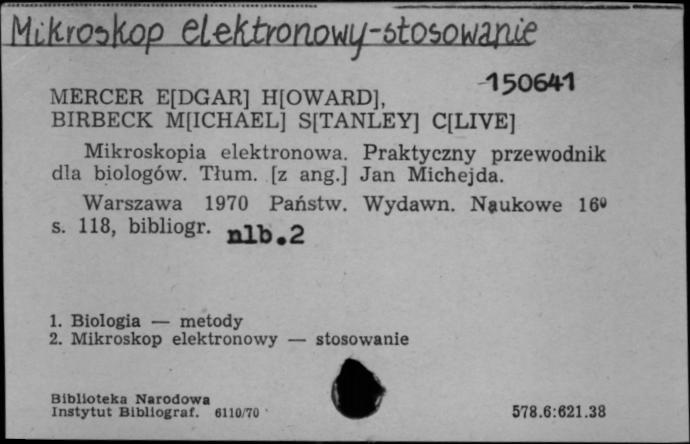 Mikroskop elektronowy-stosowanie
150641
MERCER E[DGAR] H[OWARD],
BIRBECK M[ICHAEL] S[TANLEY] C[LIVE]
Mikroskopia elektronowa. Praktyczny przewodnik
dla biologów. Tłum. [z ang.] Jan Michejda.
Warszawa 1970 Państw. Wydawn. Naukowe 16⁰
s. 118, bibliogr. nlb.2
1. Biologia — metody
2. Mikroskop elektronowy — stosowanie
Biblioteka Narodowa
Instytut Bibliograf. 6110/70
578.6:621.38